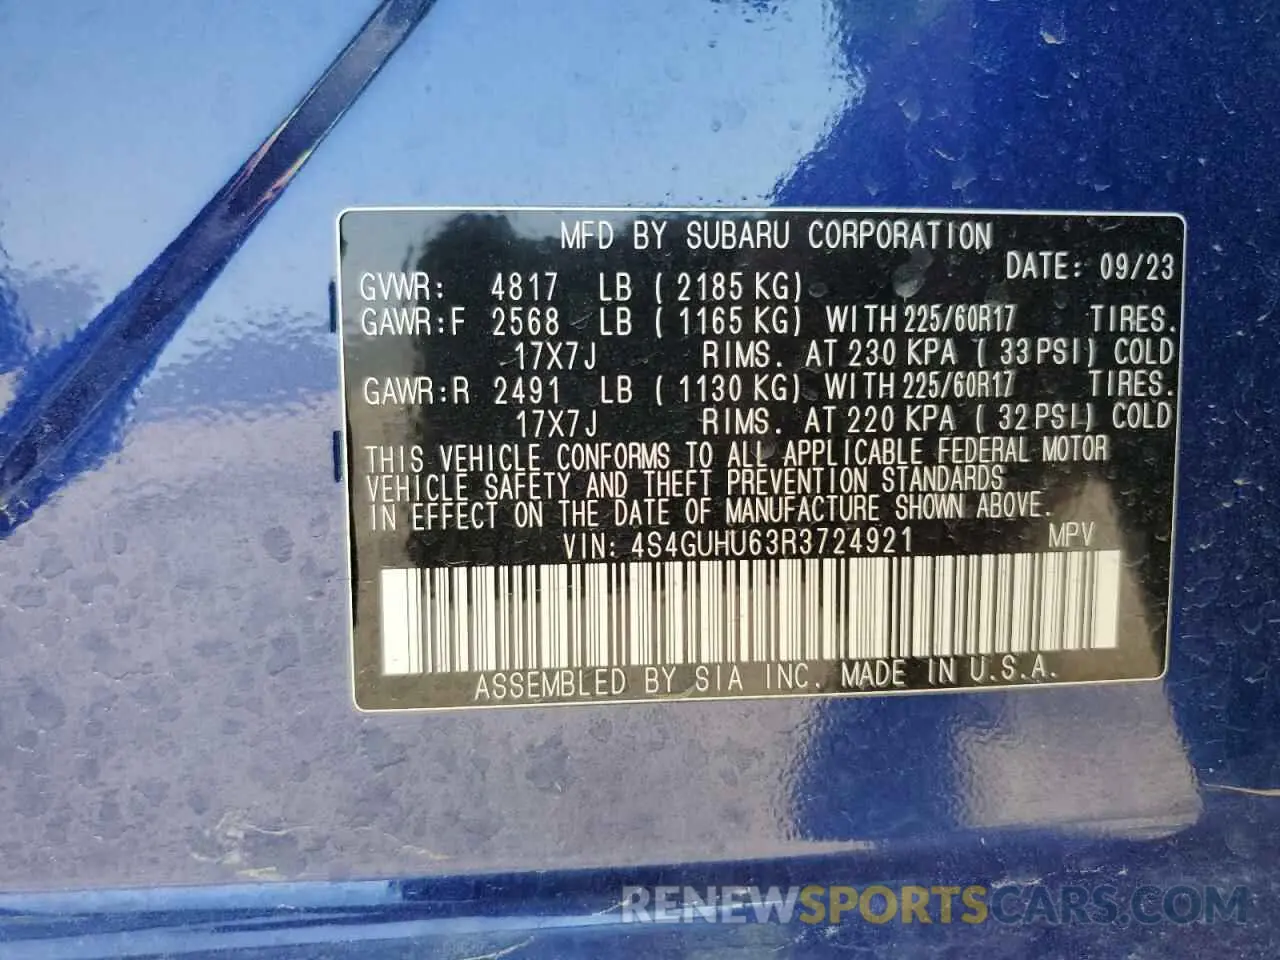 MFD BY SUBARU CORPORATION
DATE: 09/23
GVWR: 4817 LB ( 2185 KG)
GAWR:F 2568 LB ( 1165 KG) WITH 225/60R17 TIRES.
17X7J RIMS. AT 230 KPA ( 33PSI) COLD
GAWR:R 2491 LB ( 1130 KG) WITH 225/60R17 TIRES.
17X7J RIMS. AT 220 KPA ( 32PSI) COLD
THIS VEHICLE CONFORMS TO ALL APPLICABLE FEDERAL MOTOR
VEHICLE SAFETY AND THEFT PREVENTION STANDARDS
IN EFFECT ON THE DATE OF MANUFACTURE SHOWN ABOVE.
VIN: 4S4GUHU63R3724921 MPV
ASSEMBLED BY SIA INC. MADE IN U.S.A.
RENEWSPORTSCARS.COM